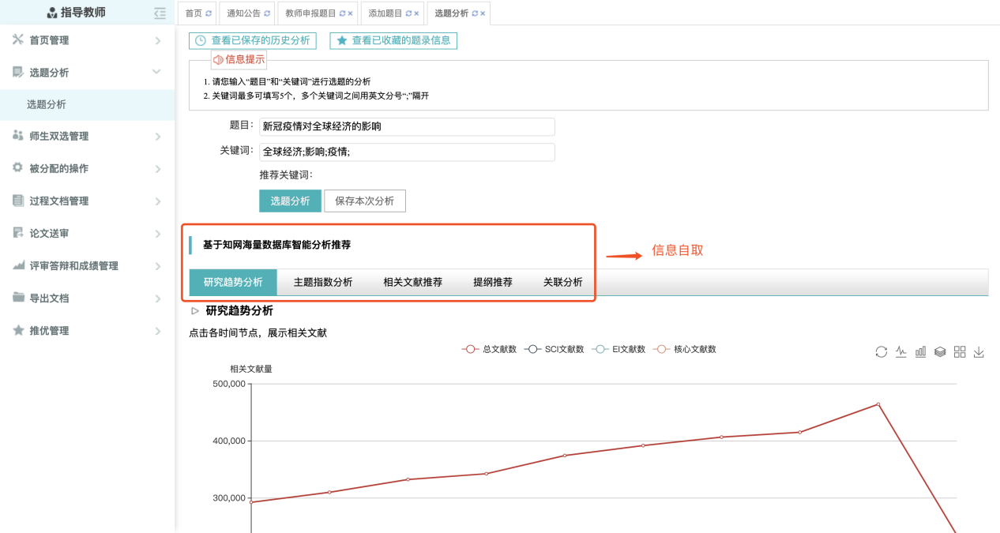 指导教师
首页 通知公告 教师申报题目 添加题目 选题分析
首页管理
选题分析
选题分析
师生双选管理
被分配的操作
过程文档管理
论文送审
评审答辩和成绩管理
导出文档
推优管理
查看已保存的历史分析 查看已收藏的题录信息
信息提示
1. 请您输入“题目”和“关键词”进行选题的分析
2. 关键词最多可填写5个，多个关键词之间用英文分号“;”隔开
题目： 新冠疫情对全球经济的影响
关键词： 全球经济;影响;疫情;
推荐关键词：
选题分析 保存本次分析
基于知网海量数据库智能分析推荐
信息自取
研究趋势分析 主题指数分析 相关文献推荐 提纲推荐 关联分析
研究趋势分析
点击各时间节点，展示相关文献
总文献数 SCI文献数 EI文献数 核心文献数
相关文献量
500,000
400,000
300,000